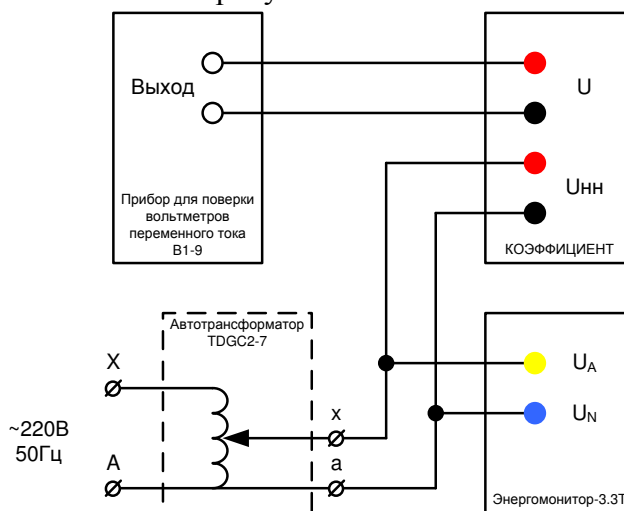 Выход
U
Uнн
Прибор для поверки
вольтметров
переменного тока
В1-9
КОЭФФИЦИЕНТ
Автотрансформатор
TDGC2-7
X
x
~220В
50Гц
A
a
UA
UN
Энергомонитор-3.3Т